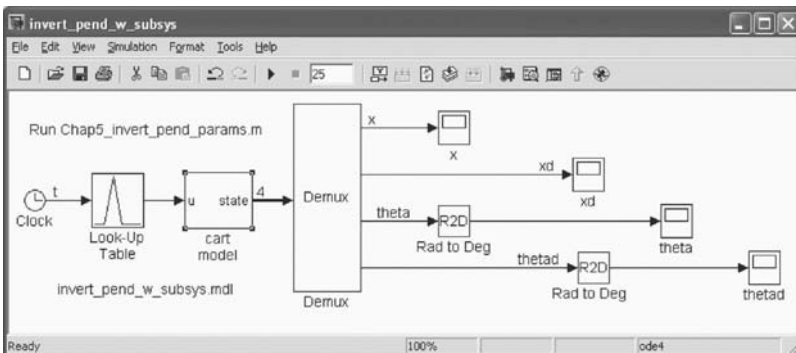 invert_pend_w_subsys
File Edit View Simulation Format Tools Help
25
Run Chap5_invert_pend_params.m
x
x
xd
xd
t
Clock
Look-Up
Table
u state
cart
model
4
Demux
Demux
theta
R2D
Rad to Deg
theta
thetad
R2D
Rad to Deg
thetad
invert_pend_w_subsys.mdl
Ready 100% ode4